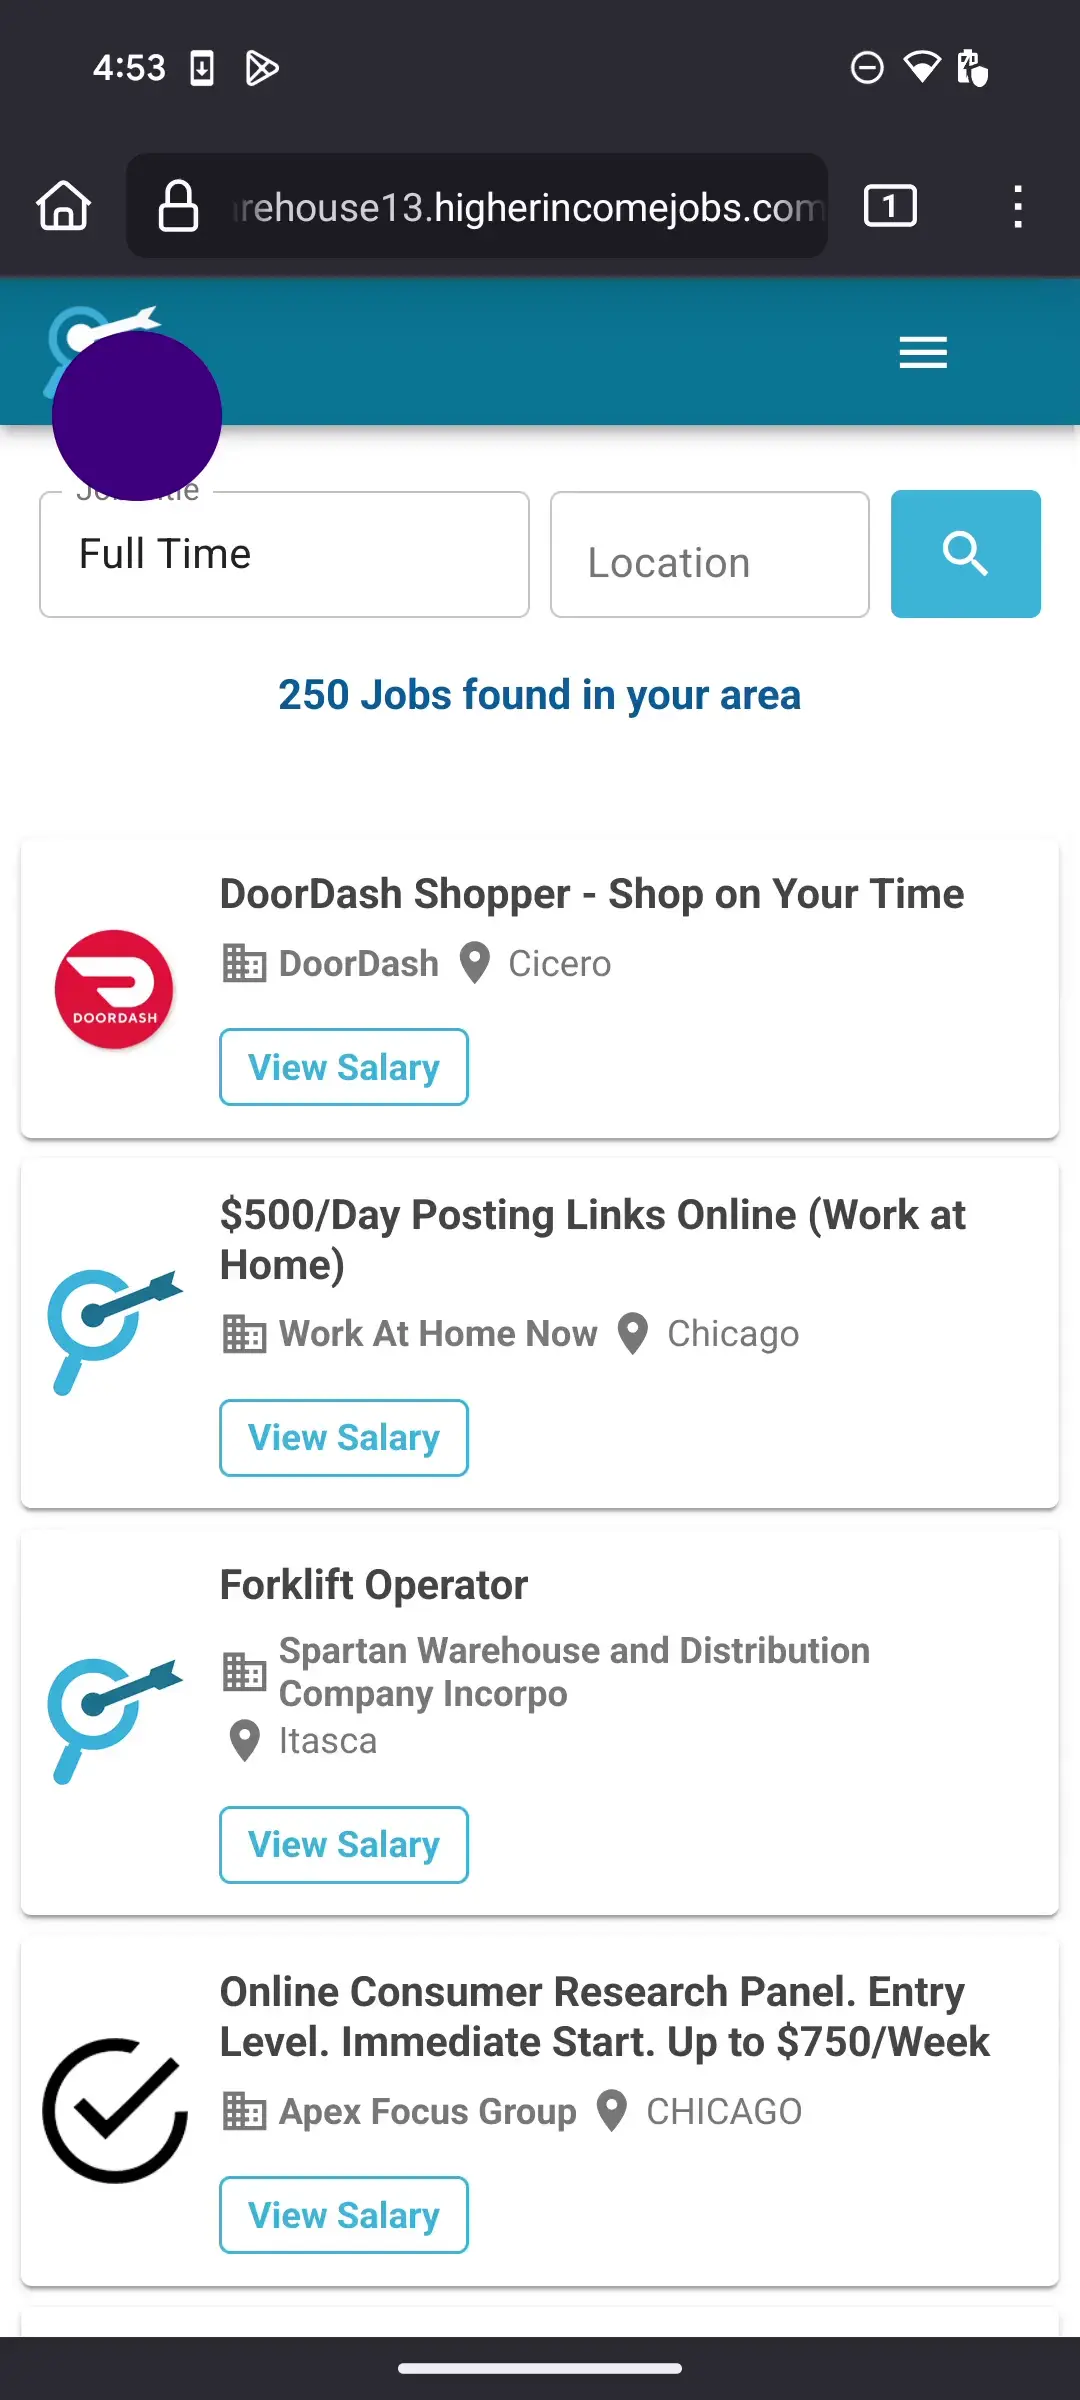 4:53
rehouse13.higherincomejobs.com
1
Full Time
Location
250 Jobs found in your area
DoorDash Shopper - Shop on Your Time
DoorDash Cicero
DOORDASH
View Salary
$500/Day Posting Links Online (Work at
Home)
Work At Home Now Chicago
View Salary
Forklift Operator
Spartan Warehouse and Distribution
Company Incorpo
Itasca
View Salary
Online Consumer Research Panel. Entry
Level. Immediate Start. Up to $750/Week
Apex Focus Group CHICAGO
View Salary